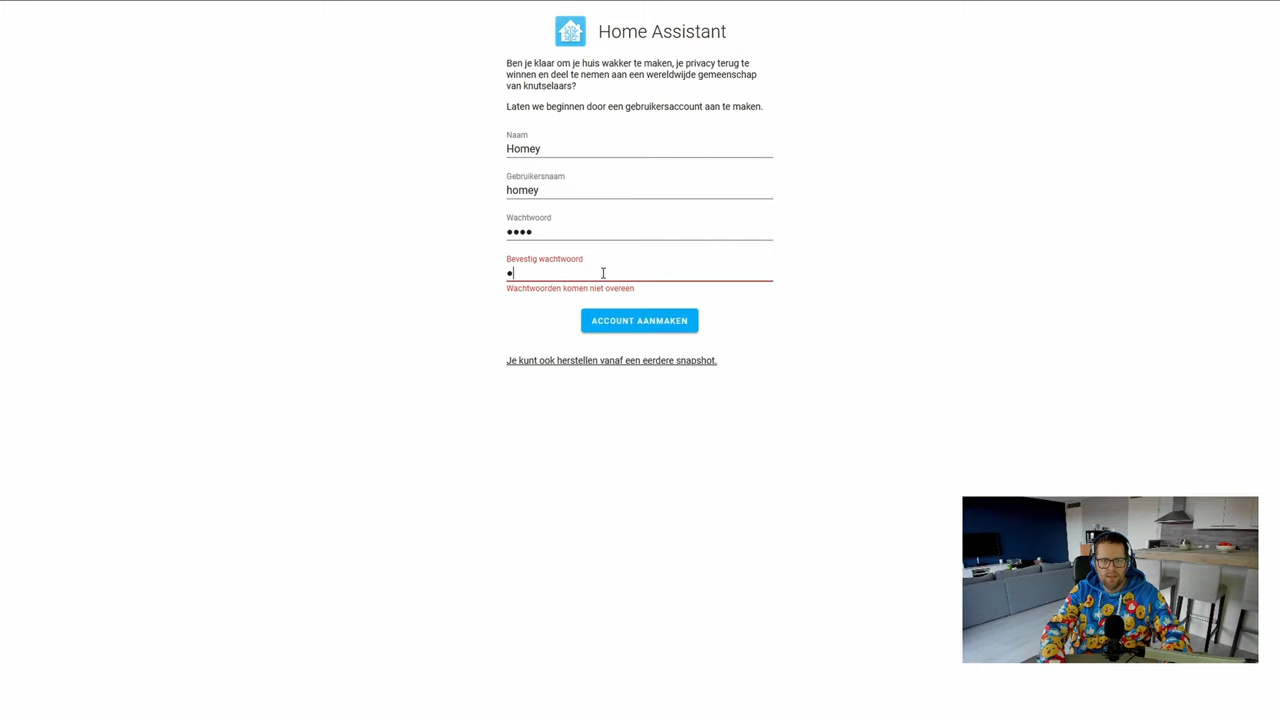 Home Assistant
Ben je klaar om je huis wakker te maken, je privacy terug te
winnen en deel te nemen aan een wereldwijde gemeenschap
van knutselaars?
Laten we beginnen door een gebruikersaccount aan te maken.
Naam
Homey
Gebruikersnaam
homey
Wachtwoord
••••
Bevestig wachtwoord
•
Wachtwoorden komen niet overeen
ACCOUNT AANMAKEN
Je kunt ook herstellen vanaf een eerdere snapshot.